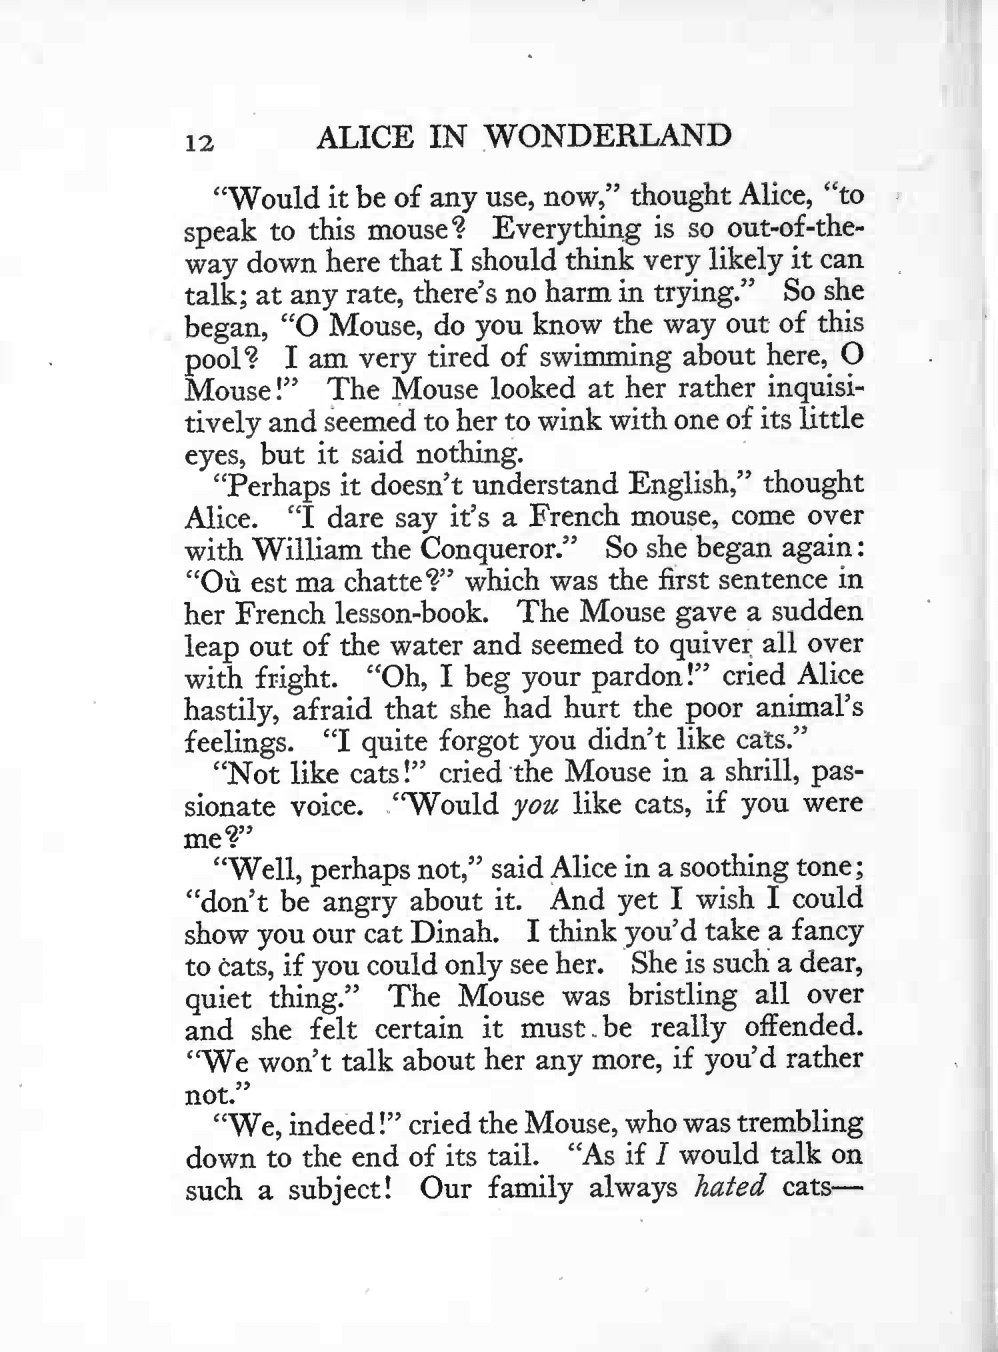 12 ALICE IN WONDERLAND
“Would it be of any use, now,” thought Alice, “to
speak to this mouse? Everything is so out-of-the-
way down here that I should think very likely it can
talk; at any rate, there’s no harm in trying.” So she
began, “O Mouse, do you know the way out of this
pool? I am very tired of swimming about here, O
Mouse!” The Mouse looked at her rather inquisi-
tively and seemed to her to wink with one of its little
eyes, but it said nothing.
“Perhaps it doesn’t understand English,” thought
Alice. “I dare say it’s a French mouse, come over
with William the Conqueror.” So she began again:
“Où est ma chatte?” which was the first sentence in
her French lesson-book. The Mouse gave a sudden
leap out of the water and seemed to quiver all over
with fright. “Oh, I beg your pardon!” cried Alice
hastily, afraid that she had hurt the poor animal’s
feelings. “I quite forgot you didn’t like cats.”
“Not like cats!” cried the Mouse in a shrill, pas-
sionate voice. “Would you like cats, if you were
me?”
“Well, perhaps not,” said Alice in a soothing tone;
“don’t be angry about it. And yet I wish I could
show you our cat Dinah. I think you’d take a fancy
to cats, if you could only see her. She is such a dear,
quiet thing.” The Mouse was bristling all over
and she felt certain it must be really offended.
“We won’t talk about her any more, if you’d rather
not.”
“We, indeed!” cried the Mouse, who was trembling
down to the end of its tail. “As if I would talk on
such a subject! Our family always hated cats—